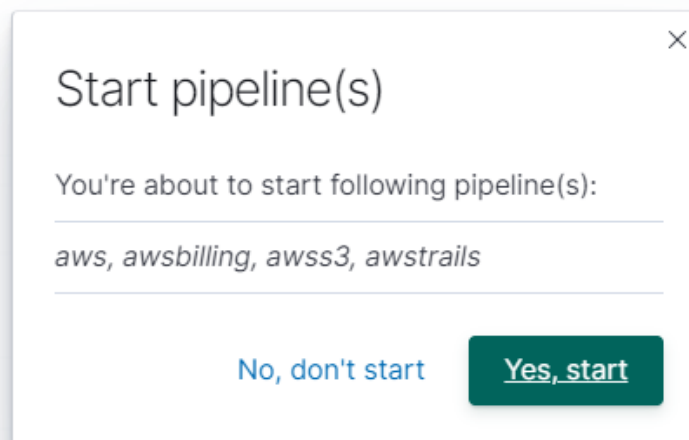 Start pipeline(s)
You're about to start following pipeline(s):
aws, awsbilling, awss3, awstrails
No, don't start
Yes, start